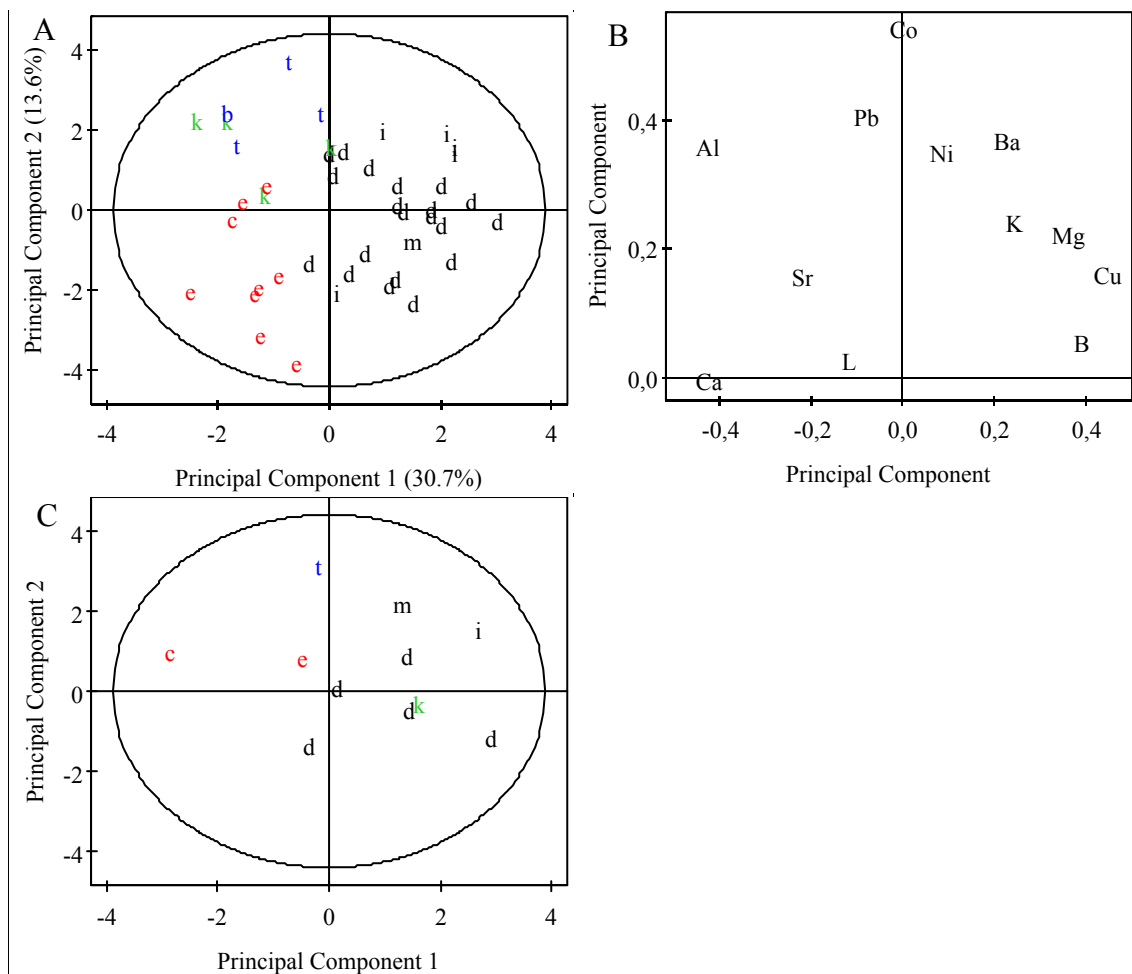 A
B
Principal Component 2 (13.6%)
4
2
0
-2
-4
t
b
t
k
k
t
k
k
e
e
c
e
e
e
e
e
e
i
i
i
i
d
d
d
d
d
d
d
d
d
d
d
d
d
d
m
d
d
d
d
d
d
d
d
i
-4
-2
0
2
4
Principal Component 1 (30.7%)
Principal Component
0,4
0,2
0,0
Co
Pb
Al
Ni
Ba
K
Mg
Sr
Cu
B
L
Ca
-0,4
-0,2
0,0
0,2
0,4
Principal Component
C
Principal Component 2
4
2
0
-2
-4
t
m
i
c
e
d
d
d
k
d
d
-4
-2
0
2
4
Principal Component 1